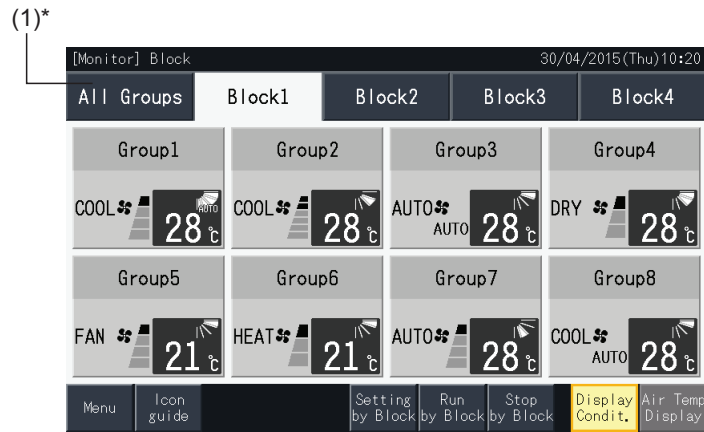 (1)*
[Monitor] Block 30/04/2015(Thu)10:20
All Groups Block1 Block2 Block3 Block4
Group1 Group2 Group3 Group4
COOL AUTO 28 ℃ COOL 28 ℃ AUTO AUTO 28 ℃ DRY 28 ℃
Group5 Group6 Group7 Group8
FAN 21 ℃ HEAT 21 ℃ AUTO 28 ℃ COOL AUTO 28 ℃
Menu Icon guide Setting by Block Run by Block Stop by Block Display Condit. Air Temp Display